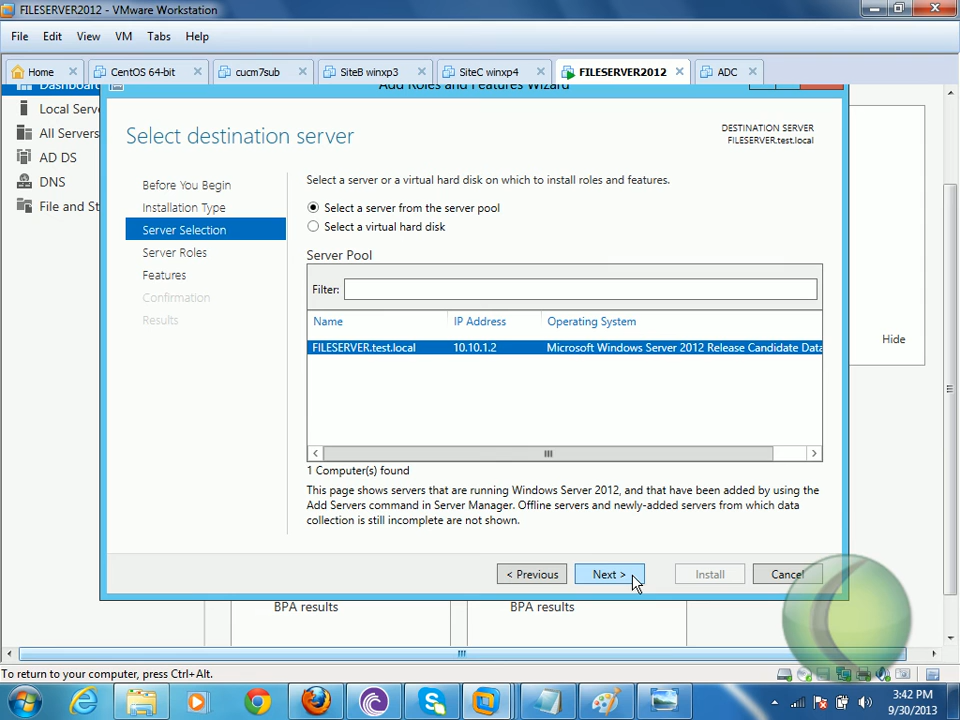 FILESERVER2012 - VMware Workstation
File Edit View VM Tabs Help
Home CentOS 64-bit cucm7sub SiteB winxp3 SiteC winxp4 FILESERVER2012 ADC
Dashboard
Local Serve
All Servers
AD DS
DNS
File and St
Add Roles and Features Wizard
Select destination server
DESTINATION SERVER
FILESERVER.test.local
Before You Begin
Installation Type
Server Selection
Server Roles
Features
Confirmation
Results
Select a server or a virtual hard disk on which to install roles and features.
Select a server from the server pool
Select a virtual hard disk
Server Pool
Filter:
Name IP Address Operating System
FILESERVER.test.local 10.10.1.2 Microsoft Windows Server 2012 Release Candidate Data
1 Computer(s) found
This page shows servers that are running Windows Server 2012, and that have been added by using the
Add Servers command in Server Manager. Offline servers and newly-added servers from which data
collection is still incomplete are not shown.
< Previous Next > Install Cancel
Hide
BPA results BPA results
To return to your computer, press Ctrl+Alt.
3:42 PM
9/30/2013